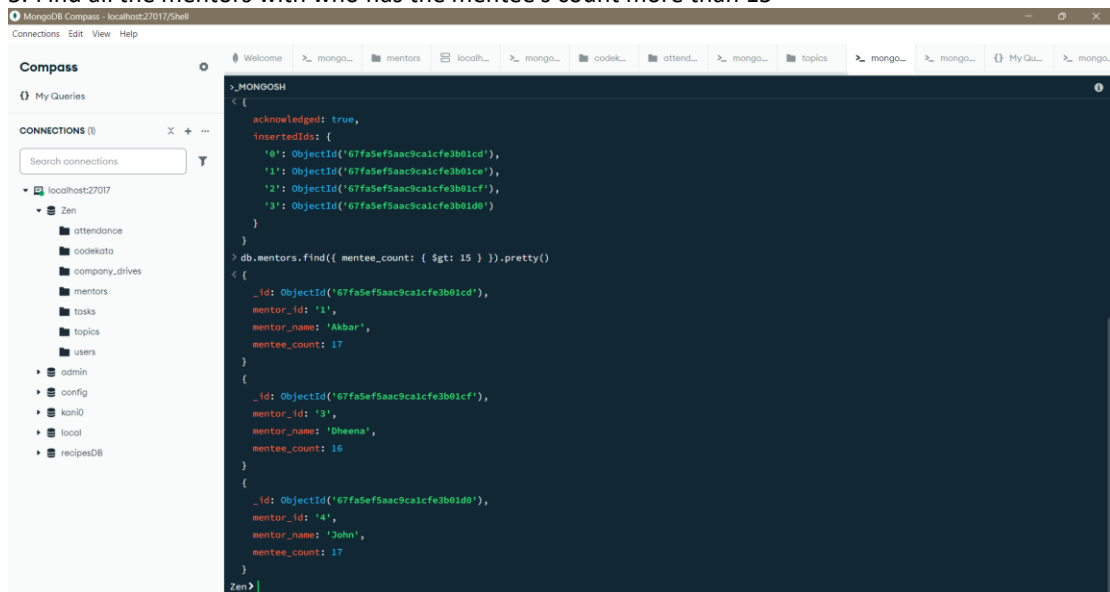 5. Find all the mentors with who has the mentee's count more than 15
MongoDB Compass - localhost:27017/Shell
Connections Edit View Help
Compass
{} My Queries
CONNECTIONS (1)
Search connections
localhost:27017
Zen
attendance
codekata
company_drives
mentors
tasks
topics
users
admin
config
kani0
local
recipesDB
Welcome >_ mongo... mentors localh... >_ mongo... codek... attend... >_ mongo... topics >_ mongo... >_ mongo... {} My Qu... >_ mongo.
>_MONGOSH
< {
acknowledged: true,
insertedIds: {
'0': ObjectId('67fa5ef5aac9ca1cfe3b01cd'),
'1': ObjectId('67fa5ef5aac9ca1cfe3b01ce'),
'2': ObjectId('67fa5ef5aac9ca1cfe3b01cf'),
'3': ObjectId('67fa5ef5aac9ca1cfe3b01d0')
}
}
> db.mentors.find({ mentee_count: { $gt: 15 } }).pretty()
< {
_id: ObjectId('67fa5ef5aac9ca1cfe3b01cd'),
mentor_id: '1',
mentor_name: 'Akbar',
mentee_count: 17
}
{
_id: ObjectId('67fa5ef5aac9ca1cfe3b01cf'),
mentor_id: '3',
mentor_name: 'Dheena',
mentee_count: 16
}
{
_id: ObjectId('67fa5ef5aac9ca1cfe3b01d0'),
mentor_id: '4',
mentor_name: 'John',
mentee_count: 17
}
Zen>